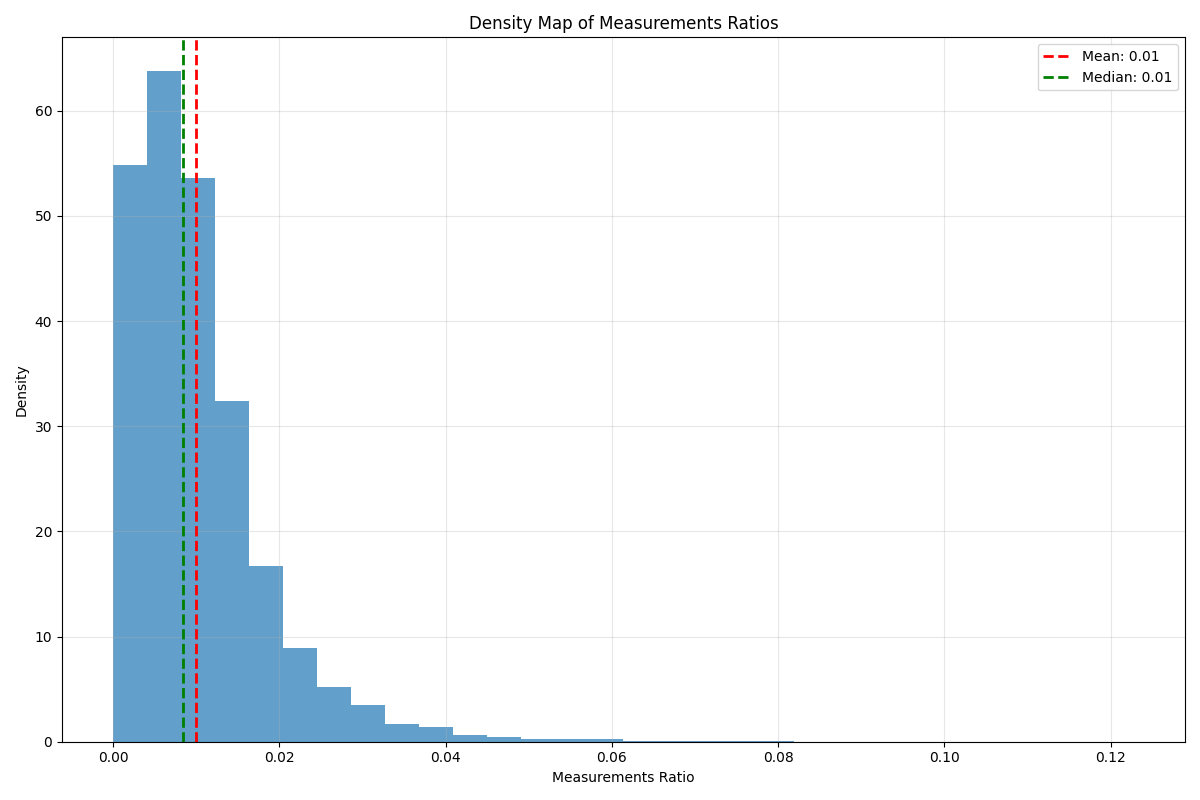 Density Map of Measurements Ratios
Mean: 0.01
Median: 0.01
Density
60
50
40
30
20
10
0
0.00 0.02 0.04 0.06 0.08 0.10 0.12
Measurements Ratio